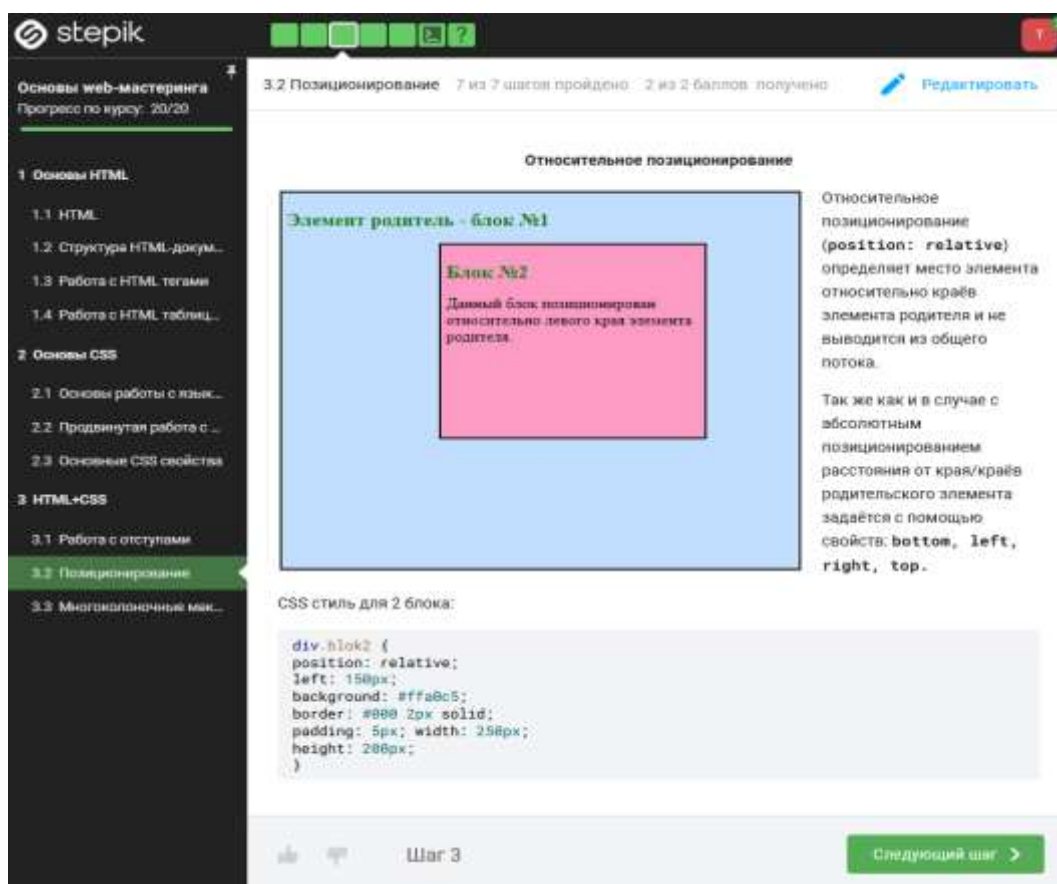 stepik
?
T
Основы web-мастеринга
Прогресс по курсу: 20/20
1 Основы HTML
1.1 HTML
1.2 Структура HTML-докум...
1.3 Работа с HTML тегами
1.4 Работа с HTML таблиц...
2 Основы CSS
2.1 Основы работы с язык...
2.2 Продвинутая работа с ...
2.3 Основные CSS свойства
3 HTML+CSS
3.1 Работа с отступами
3.2 Позиционирование
3.3 Многоколоночные мак...
3.2 Позиционирование 7 из 7 шагов пройдено 2 из 2 баллов получено
Редактировать
Относительное позиционирование
Элемент родитель - блок №1
Блок №2
Данный блок позиционирован
относительно левого края элемента
родителя.
Относительное
позиционирование
(position: relative)
определяет место элемента
относительно краёв
элемента родителя и не
выводится из общего
потока.
Так же как и в случае с
абсолютным
позиционированием
расстояния от края/краёв
родительского элемента
задаётся с помощью
свойств: bottom, left,
right, top.
CSS стиль для 2 блока:
div.blok2 {
position: relative;
left: 150px;
background: #ffa0c5;
border: #000 2px solid;
padding: 5px; width: 250px;
height: 200px;
}
Шаг 3
Следующий шаг